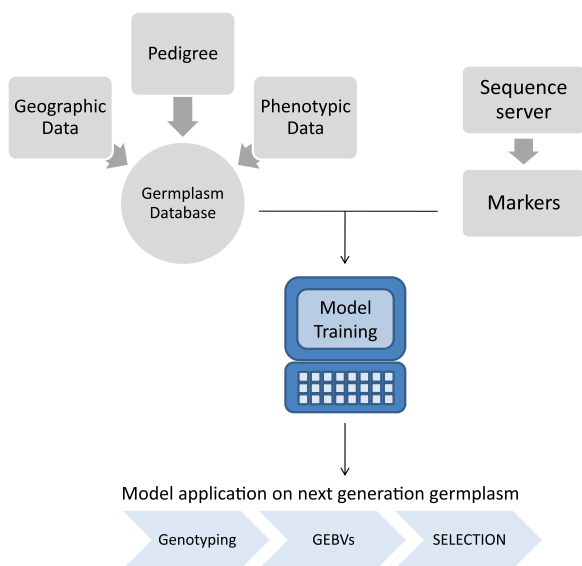 Pedigree
Geographic
Data
Phenotypic
Data
Germplasm
Database
Sequence
server
Markers
Model
Training
Model application on next generation germplasm
Genotyping
GEBVs
SELECTION